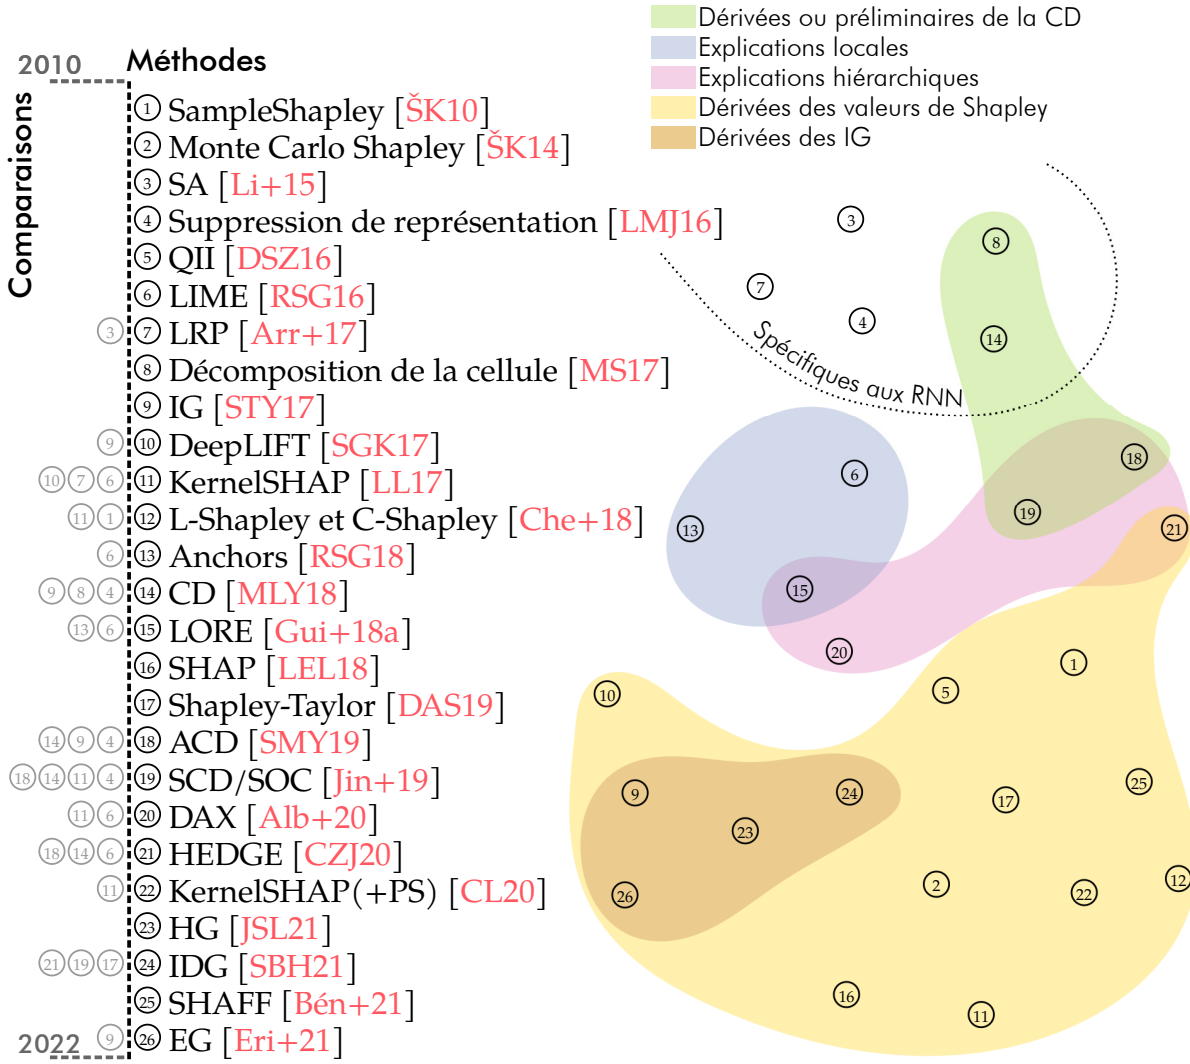 2010
Méthodes
Comparaisons
① SampleShapley [ŠK10]
② Monte Carlo Shapley [ŠK14]
③ SA [Li+15]
④ Suppression de représentation [LMJ16]
⑤ QII [DSZ16]
⑥ LIME [RSG16]
③ ⑦ LRP [Arr+17]
⑧ Décomposition de la cellule [MS17]
⑨ IG [STY17]
⑨ ⑩ DeepLIFT [SGK17]
⑩ ⑦ ⑥ ⑪ KernelSHAP [LL17]
⑪ ① ⑫ L-Shapley et C-Shapley [Che+18]
⑥ ⑬ Anchors [RSG18]
⑨ ⑧ ④ ⑭ CD [MLY18]
⑬ ⑥ ⑮ LORE [Gui+18a]
⑯ SHAP [LEL18]
⑰ Shapley-Taylor [DAS19]
⑭ ⑨ ④ ⑱ ACD [SMY19]
⑱ ⑭ ⑪ ④ ⑲ SCD/SOC [Jin+19]
⑪ ⑥ ⑳ DAX [Alb+20]
⑱ ⑭ ⑥ ㉑ HEDGE [CZJ20]
⑪ ㉒ KernelSHAP(+PS) [CL20]
㉓ HG [JSL21]
㉑ ⑲ ⑰ ㉔ IDG [SBH21]
㉕ SHAFF [Bén+21]
⑨ ㉖ EG [Eri+21]
2022
Dérivées ou préliminaires de la CD
Explications locales
Explications hiérarchiques
Dérivées des valeurs de Shapley
Dérivées des IG
③
⑧
⑦
④
⑭
Spécifiques aux RNN
⑥
⑱
⑲
⑬
㉑
⑮
⑳
①
⑤
⑩
⑨
㉔
⑰
㉕
㉓
②
㉒
⑫
㉖
⑯
⑪